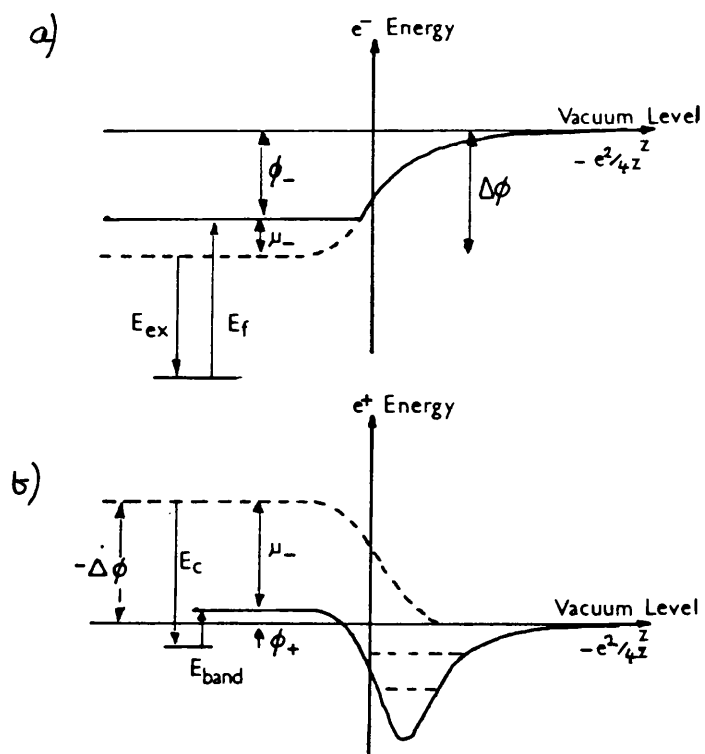 a)
e⁻ Energy
Vacuum Level
z
- e²/4z
ϕ₋
Δϕ
μ₋
E_ex
E_f
e⁺ Energy
b)
-Δϕ
E_c
μ₋
Vacuum Level
z
-e²/4z
ϕ₊
E_band